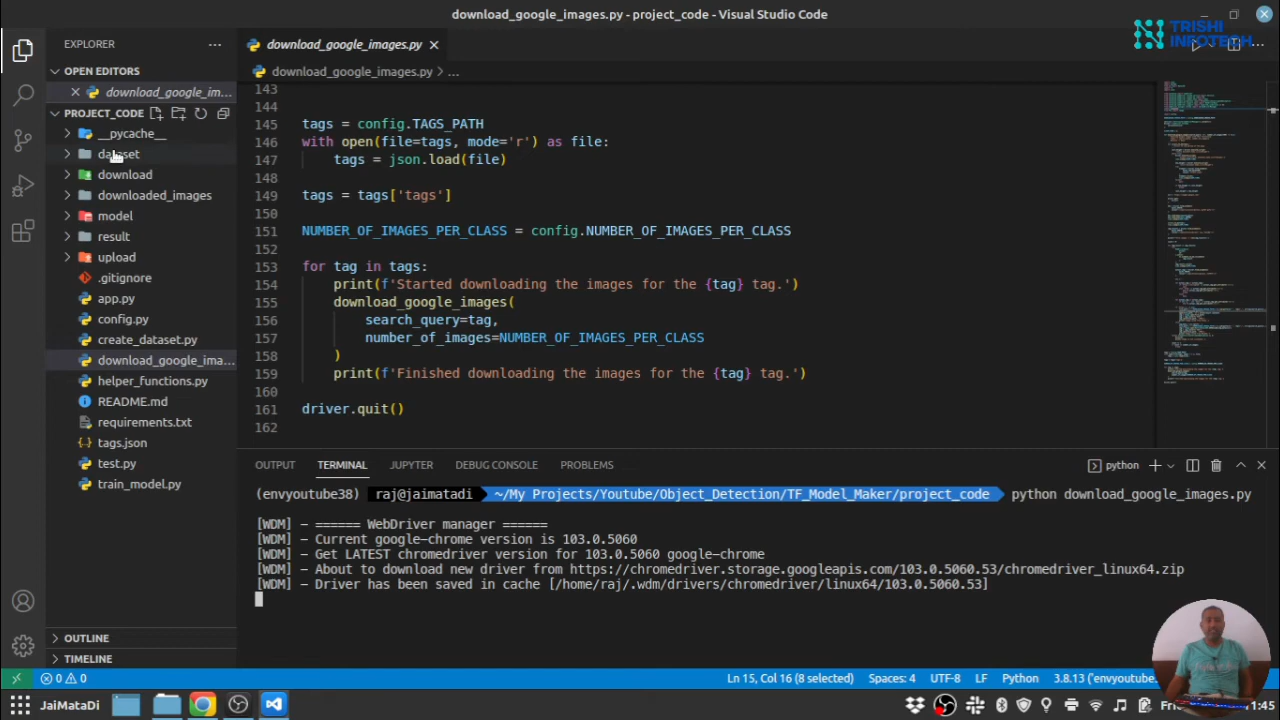 download_google_images.py - project_code - Visual Studio Code
TRISHI
INFOTECH
EXPLORER
OPEN EDITORS
download_google_im...
PROJECT_CODE
__pycache__
dataset
download
downloaded_images
model
result
upload
.gitignore
app.py
config.py
create_dataset.py
download_google_ima...
helper_functions.py
README.md
requirements.txt
tags.json
test.py
train_model.py
OUTLINE
TIMELINE
download_google_images.py
download_google_images.py > ...
143
144
145 tags = config.TAGS_PATH
146 with open(file=tags, mode='r') as file:
147 tags = json.load(file)
148
149 tags = tags['tags']
150
151 NUMBER_OF_IMAGES_PER_CLASS = config.NUMBER_OF_IMAGES_PER_CLASS
152
153 for tag in tags:
154 print(f'Started downloading the images for the {tag} tag.')
155 download_google_images(
156 search_query=tag,
157 number_of_images=NUMBER_OF_IMAGES_PER_CLASS
158 )
159 print(f'Finished downloading the images for the {tag} tag.')
160
161 driver.quit()
162
OUTPUT TERMINAL JUPYTER DEBUG CONSOLE PROBLEMS
python
(envyoutube38) raj@jaimatadi ~/My Projects/Youtube/Object_Detection/TF_Model_Maker/project_code python download_google_images.py
[WDM] - ====== WebDriver manager ======
[WDM] - Current google-chrome version is 103.0.5060
[WDM] - Get LATEST chromedriver version for 103.0.5060 google-chrome
[WDM] - About to download new driver from https://chromedriver.storage.googleapis.com/103.0.5060.53/chromedriver_linux64.zip
[WDM] - Driver has been saved in cache [/home/raj/.wdm/drivers/chromedriver/linux64/103.0.5060.53]
0 0 Ln 15, Col 16 (8 selected) Spaces: 4 UTF-8 LF Python 3.8.13 ('envyoutube
JaiMataDi
1:45